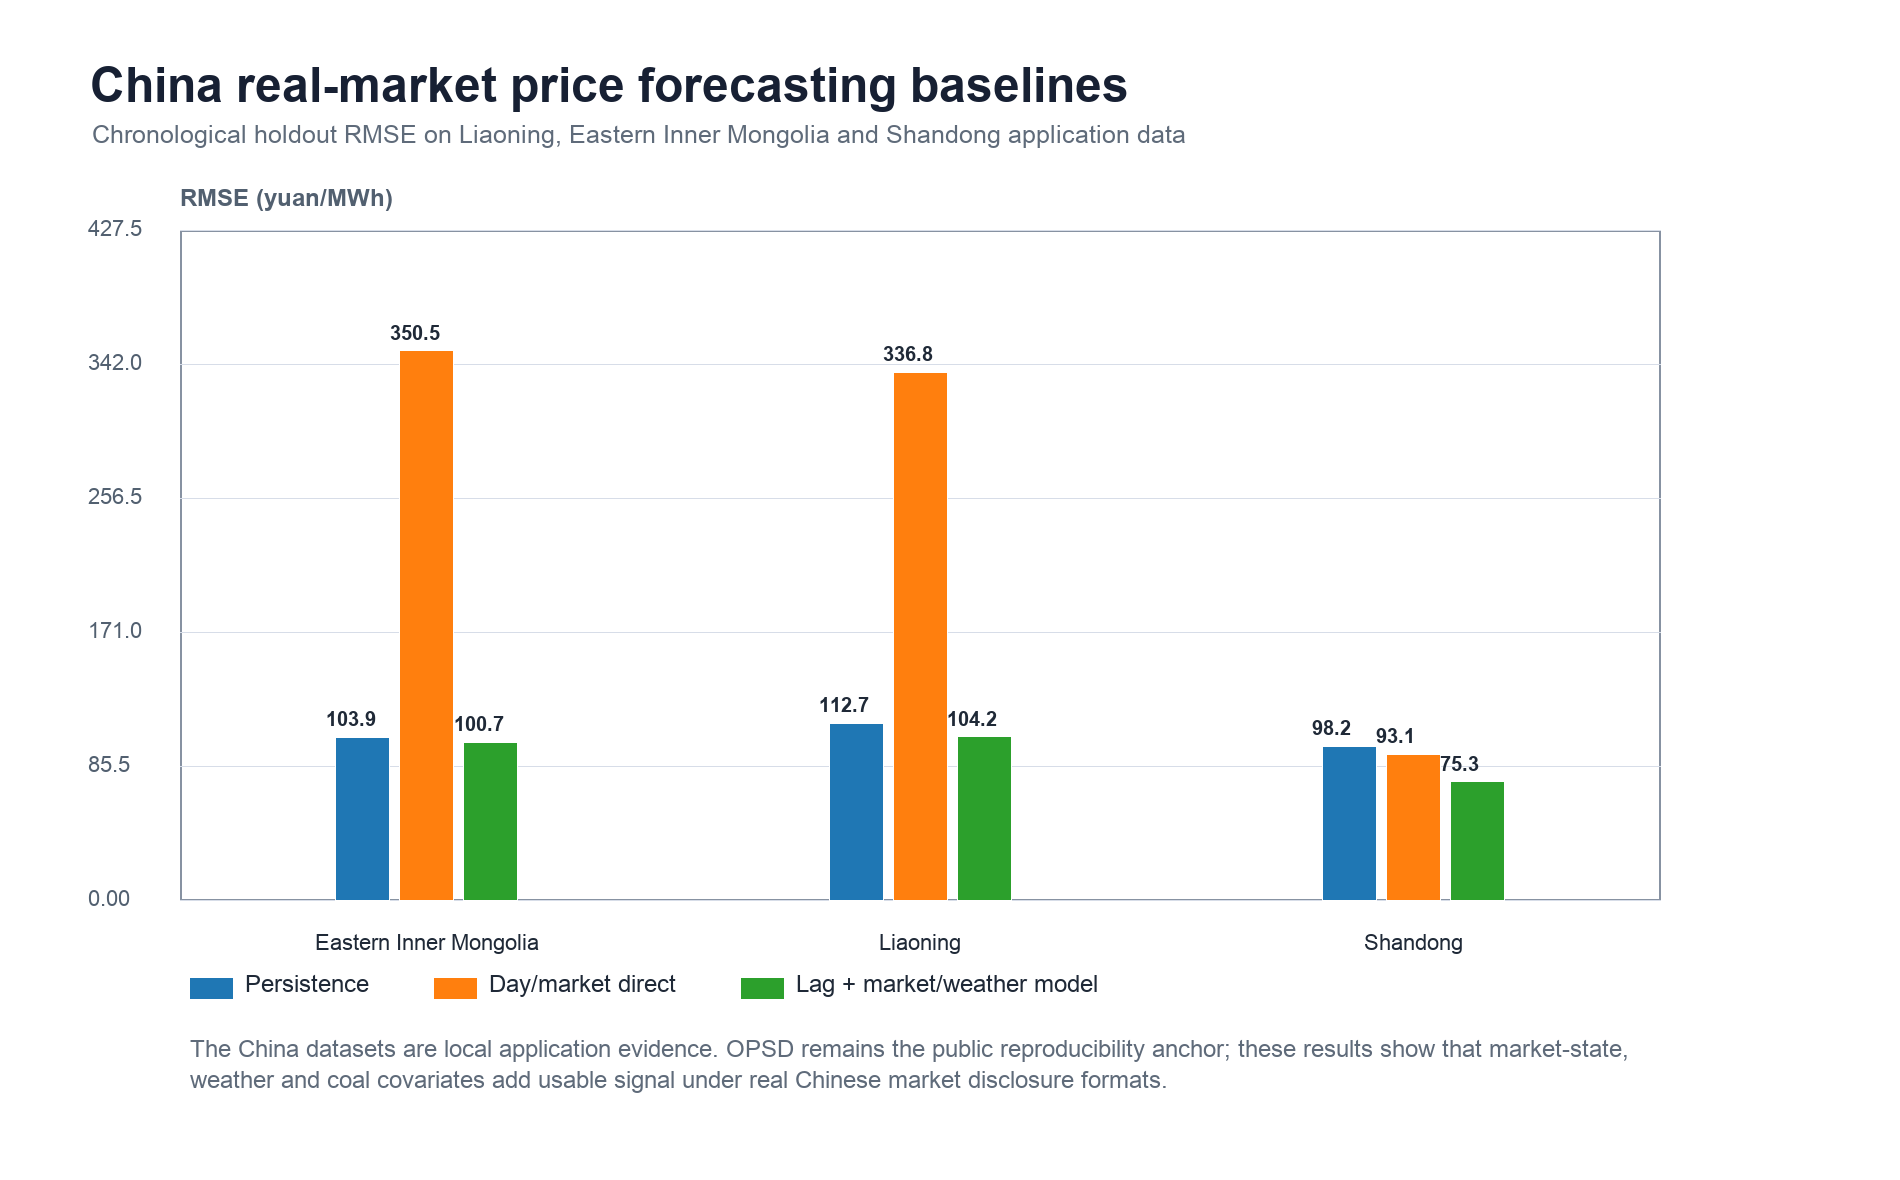 China real-market price forecasting baselines
Chronological holdout RMSE on Liaoning, Eastern Inner Mongolia and Shandong application data
RMSE (yuan/MWh)
427.5
342.0
256.5
171.0
85.5
0.00
103.9
350.5
100.7
112.7
336.8
104.2
98.2
93.1
75.3
Eastern Inner Mongolia
Liaoning
Shandong
Persistence
Day/market direct
Lag + market/weather model
The China datasets are local application evidence. OPSD remains the public reproducibility anchor; these results show that market-state,
weather and coal covariates add usable signal under real Chinese market disclosure formats.